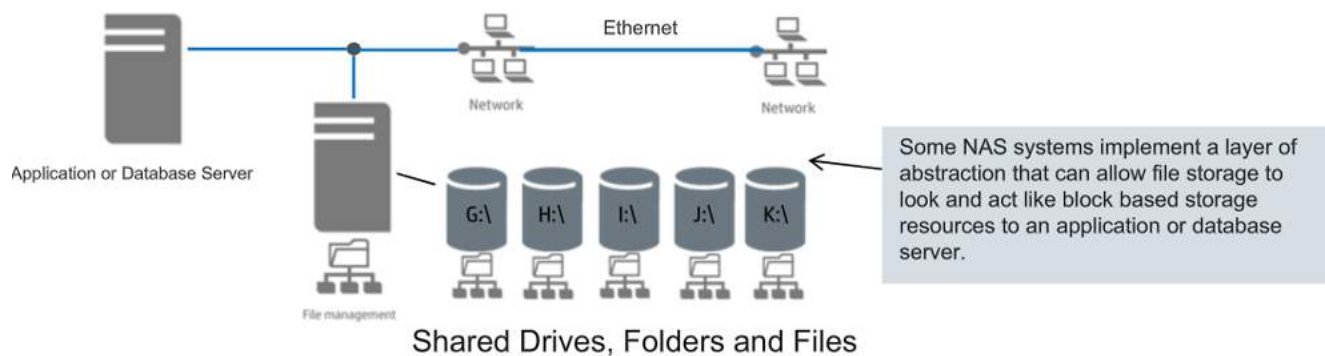 Ethernet
Network
Network
Application or Database Server
G:\
H:\
I:\
J:\
K:\
File management
Shared Drives, Folders and Files
Some NAS systems implement a layer of
abstraction that can allow file storage to
look and act like block based storage
resources to an application or database
server.